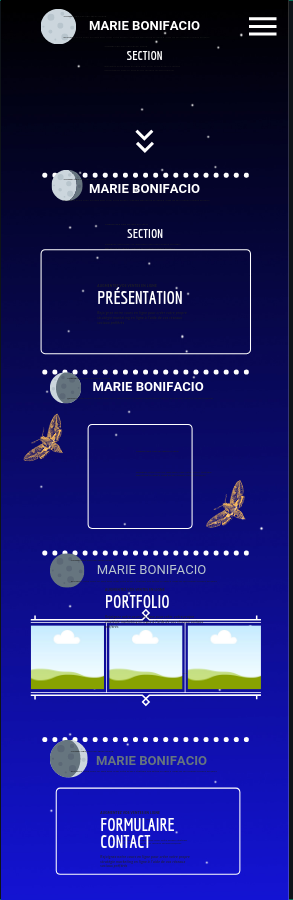 MARIE BONIFACIO
SECTION
MARIE BONIFACIO
SECTION
PRÉSENTATION
MARIE BONIFACIO
MARIE BONIFACIO
PORTFOLIO
MARIE BONIFACIO
FORMULAIRE
CONTACT